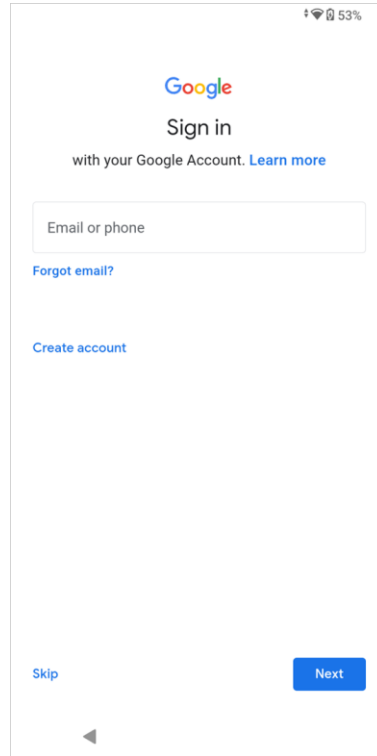 53%
Google
Sign in
with your Google Account. Learn more
Email or phone
Forgot email?
Create account
Skip
Next